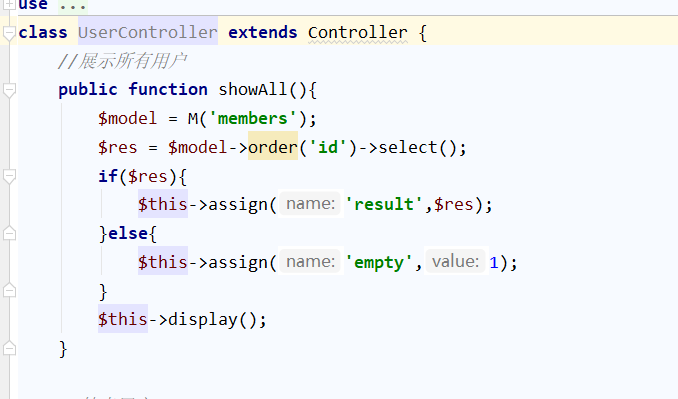 use ...
class UserController extends Controller {
//展示所有用户
public function showAll(){
$model = M('members');
$res = $model->order('id')->select();
if($res){
$this->assign( name: 'result',$res);
}else{
$this->assign( name: 'empty', value: 1);
}
$this->display();
}